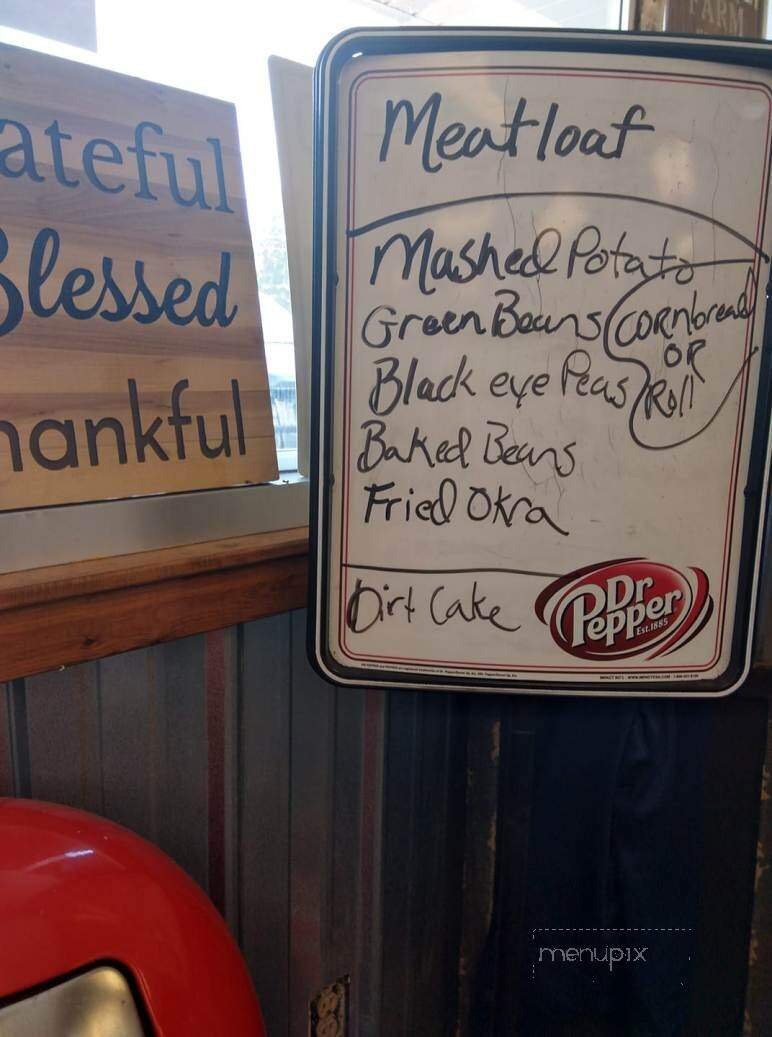 FARM
ateful
Blessed
hankful
Meatloaf
Mashed Potato
Green Beans
Black eye Peas
Baked Beans
Fried Okra
CORNbread
OR
Roll
Dirt Cake
Dr
Pepper
Est.1885
menupix